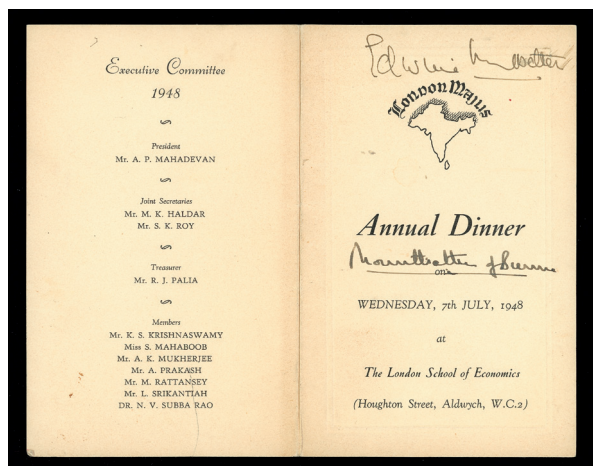 Executive Committee
1948
President
Mr. A. P. MAHADEVAN
Joint Secretaries
Mr. M. K. HALDAR
Mr. S. K. ROY
Treasurer
Mr. R. J. PALIA
Members
Mr. K. S. KRISHNASWAMY
Miss S. MAHABOOB
Mr. A. K. MUKHERJEE
Mr. A. PRAKASH
Mr. M. RATTANSEY
Mr. L. SRIKANTIAH
DR. N. V. SUBBA RAO
Edwina Mountbatten
London Majlis
Annual Dinner
Mountbatten of Burma
on
WEDNESDAY, 7th JULY, 1948
at
The London School of Economics
(Houghton Street, Aldwych, W.C.2)